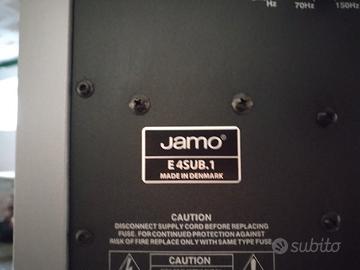 Hz 70Hz 150Hz
Jamo®
E 4SUB.1
MADE IN DENMARK
CAUTION
DISCONNECT SUPPLY CORD BEFORE REPLACING
FUSE. FOR CONTINUED PROTECTION AGAINST
RISK OF FIRE REPLACE ONLY WITH SAME TYPE FUSE
subito
CAUTION